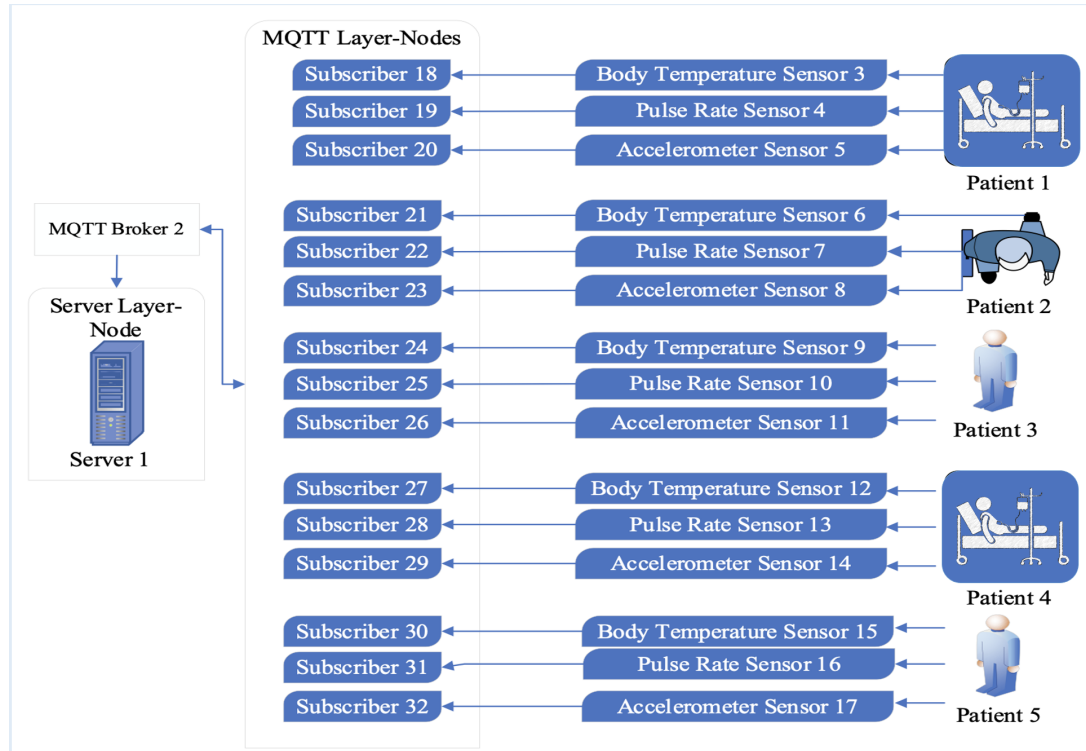 MQTT Layer-Nodes
Subscriber 18
Body Temperature Sensor 3
Subscriber 19
Pulse Rate Sensor 4
Subscriber 20
Accelerometer Sensor 5
Patient 1
Subscriber 21
Body Temperature Sensor 6
Subscriber 22
Pulse Rate Sensor 7
Subscriber 23
Accelerometer Sensor 8
Patient 2
MQTT Broker 2
Server Layer-
Node
Server 1
Subscriber 24
Body Temperature Sensor 9
Subscriber 25
Pulse Rate Sensor 10
Subscriber 26
Accelerometer Sensor 11
Patient 3
Subscriber 27
Body Temperature Sensor 12
Subscriber 28
Pulse Rate Sensor 13
Subscriber 29
Accelerometer Sensor 14
Patient 4
Subscriber 30
Body Temperature Sensor 15
Subscriber 31
Pulse Rate Sensor 16
Subscriber 32
Accelerometer Sensor 17
Patient 5